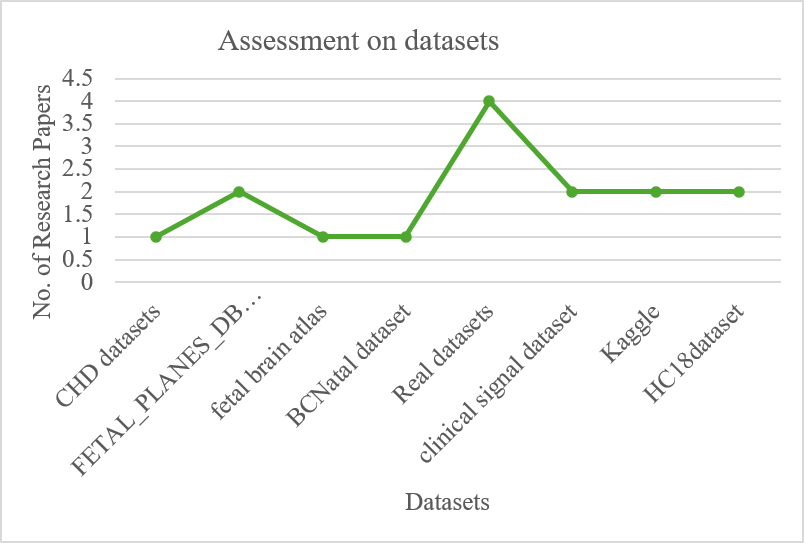 Assessment on datasets
No. of Research Papers
4.5
4
3.5
3
2.5
2
1.5
1
0.5
0
CHD datasets
FETAL_PLANES_DB…
fetal brain atlas
BCNatal dataset
Real datasets
clinical signal dataset
Kaggle
HC18dataset
Datasets